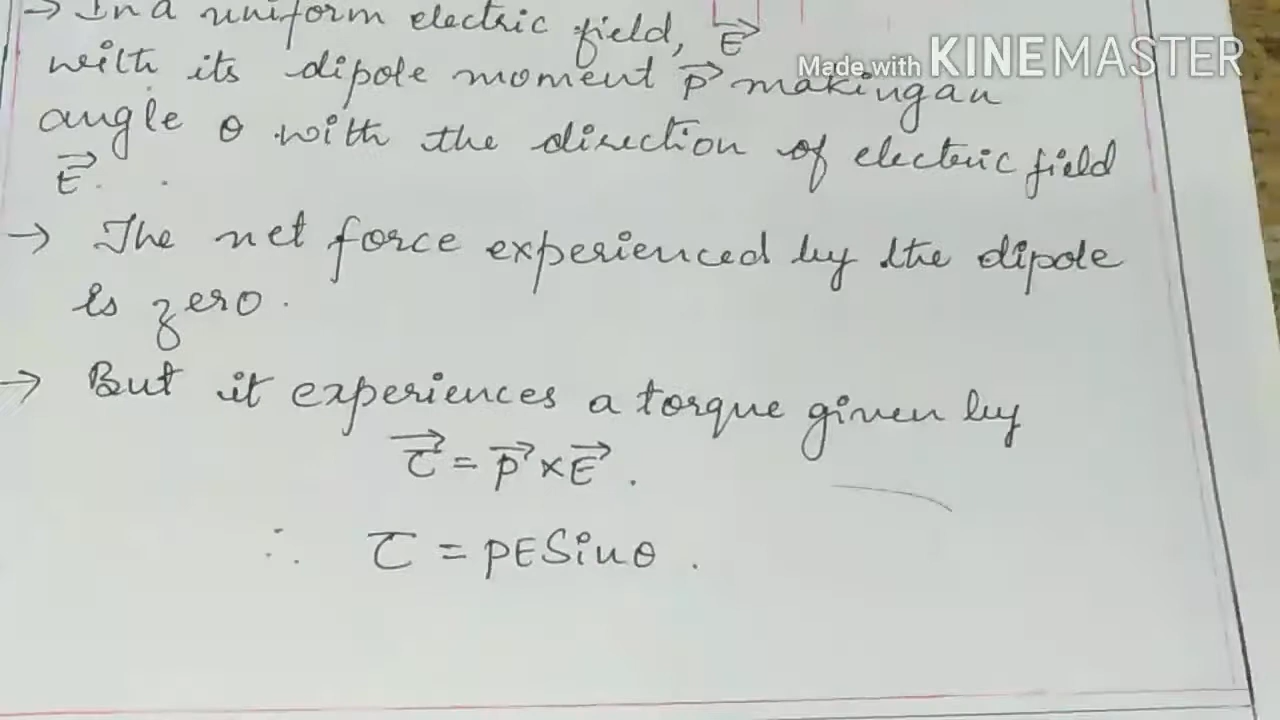 → In a uniform electric field, E⃗
Made with KINEMASTER
with its dipole moment P⃗ making an
angle θ with the direction of electric field
E⃗.
→ The net force experienced by the dipole
is zero.
→ But it experiences a torque given by
τ⃗ = P⃗ × E⃗.
∴ τ = PE Sinθ.